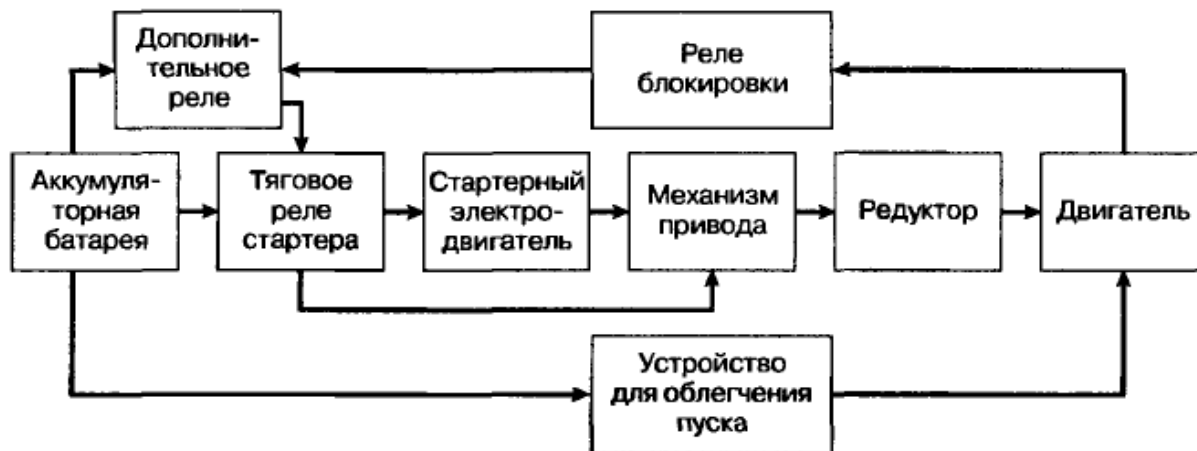 Дополни-
тельное
реле
Реле
блокировки
Аккумуля-
торная
батарея
Тяговое
реле
стартера
Стартерный
электро-
двигатель
Механизм
привода
Редуктор
Двигатель
Устройство
для облегчения
пуска